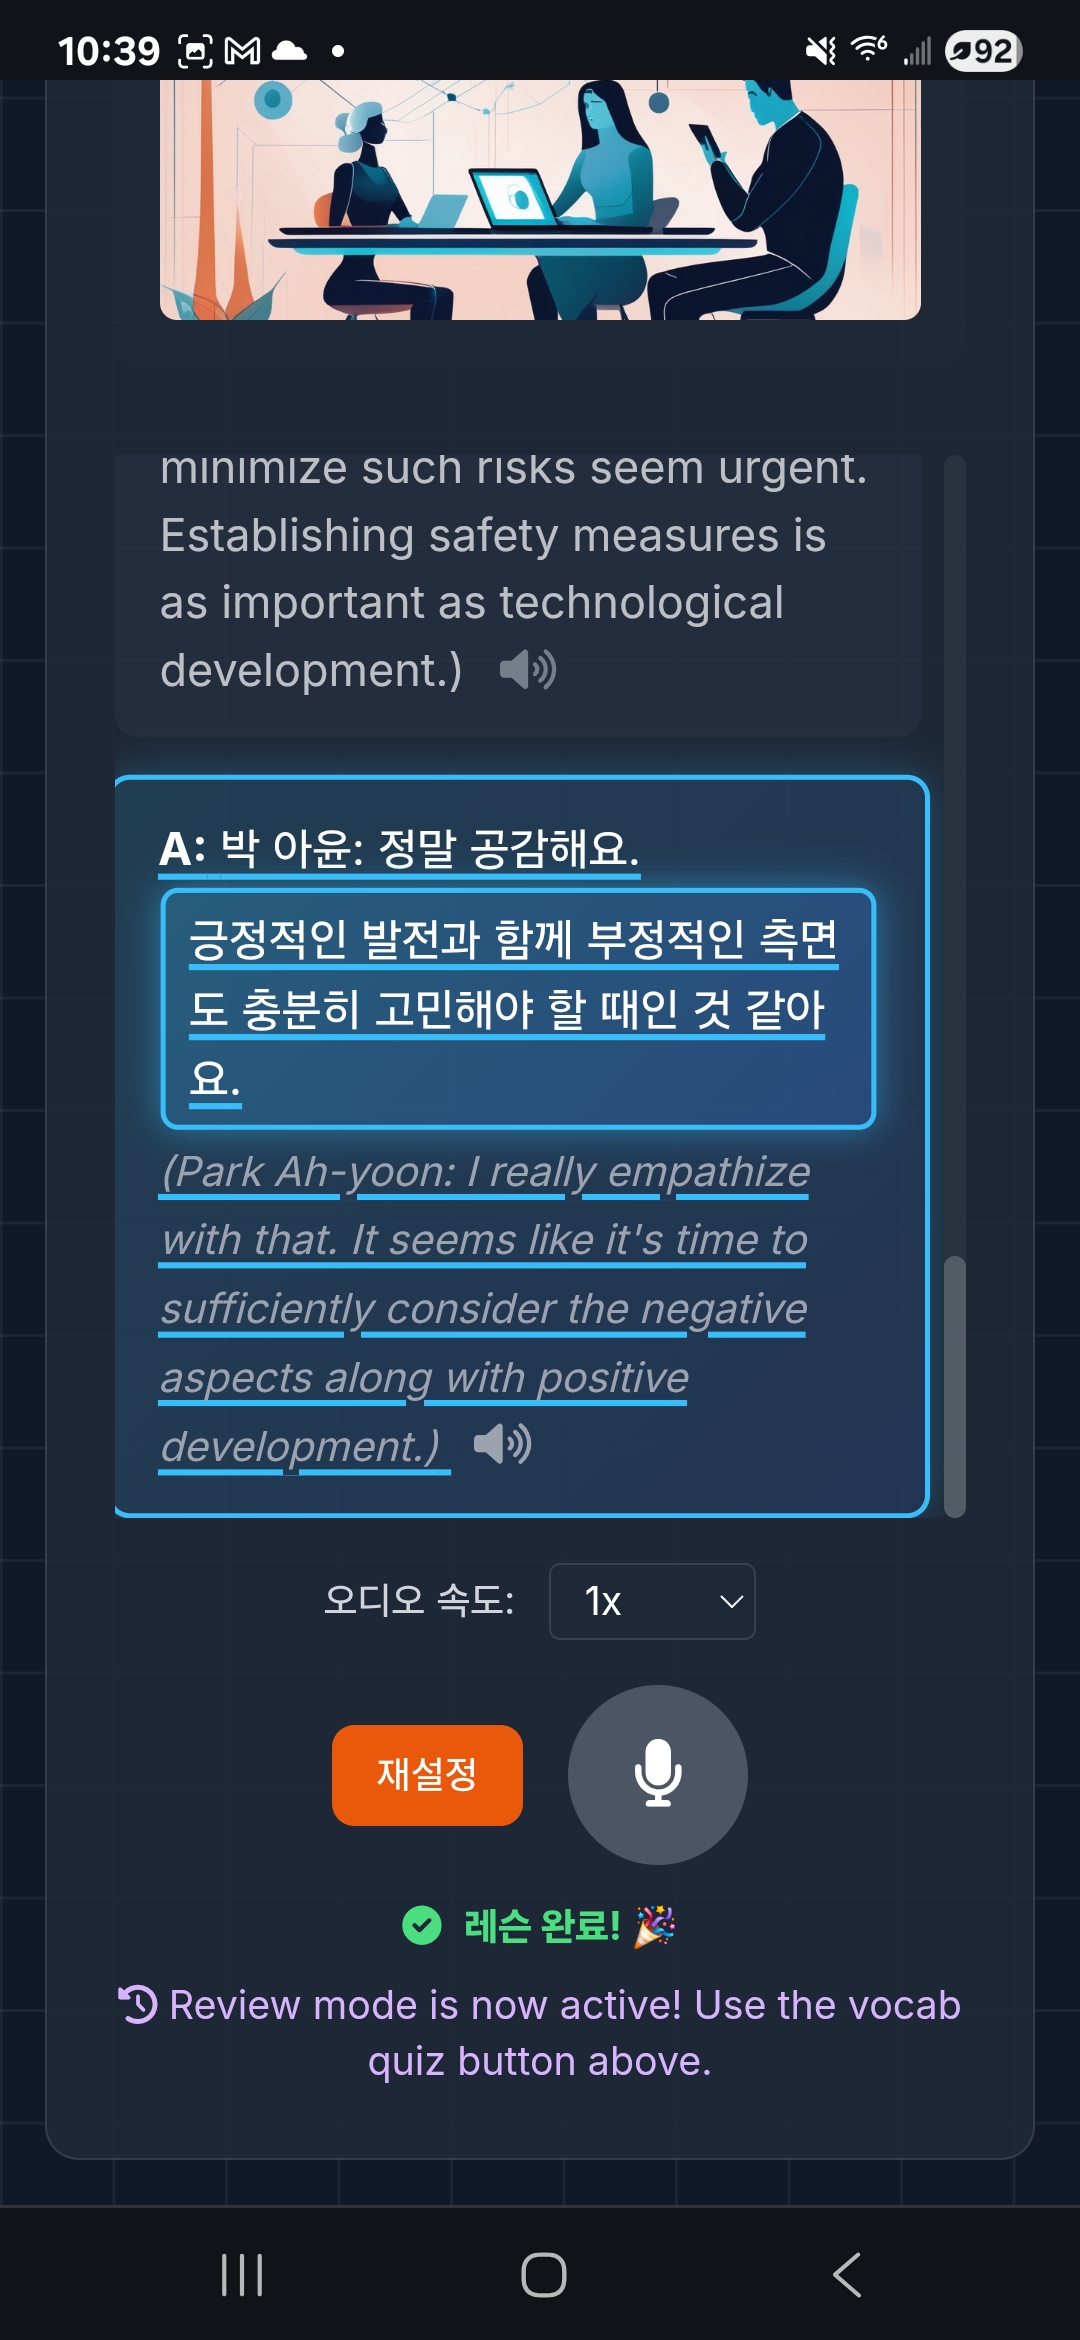 10:39
6
92
minimize such risks seem urgent.
Establishing safety measures is
as important as technological
development.)
A: 박 아윤: 정말 공감해요.
긍정적인 발전과 함께 부정적인 측면
도 충분히 고민해야 할 때인 것 같아
요.
(Park Ah-yoon: I really empathize
with that. It seems like it's time to
sufficiently consider the negative
aspects along with positive
development.)
오디오 속도: 1x
재설정
레슨 완료! 🎉
Review mode is now active! Use the vocab
quiz button above.